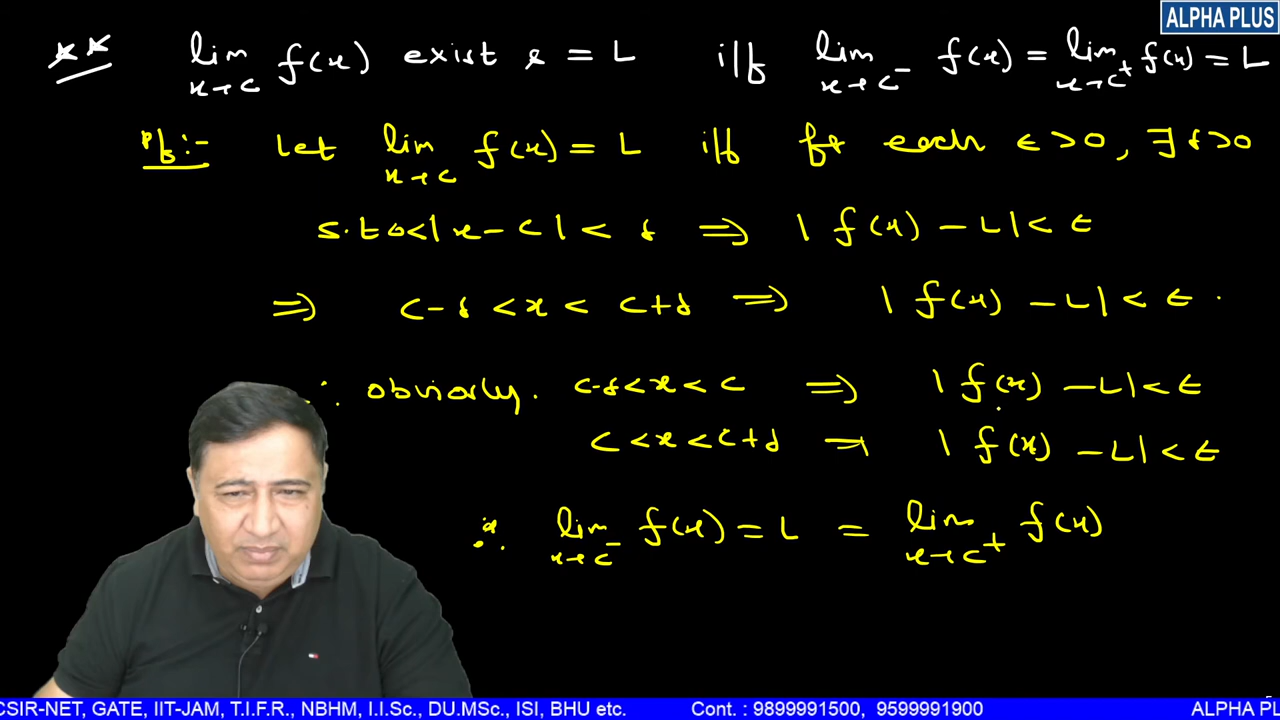 ALPHA PLUS
** lim x→c f(x) exist & = L iff lim x→c⁻ f(x) = lim x→c⁺ f(x) = L
Pf:- Let lim x→c f(x) = L iff for each ε > 0, ∃ δ > 0
s.t 0<|x - c| < δ ⇒ | f(x) - L| < ε
⇒ c-δ < x < c+δ ⇒ | f(x) - L| < ε .
∴ obviously. c-δ<x<c ⇒ | f(x) - L| < ε
c<x<c+δ ⇒ | f(x) - L| < ε
∴ lim x→c⁻ f(x) = L = lim x→c⁺ f(x)
CSIR-NET, GATE, IIT-JAM, T.I.F.R., NBHM, I.I.Sc., DU.MSc., ISI, BHU etc. Cont. : 9899991500, 9599991900 ALPHA PL